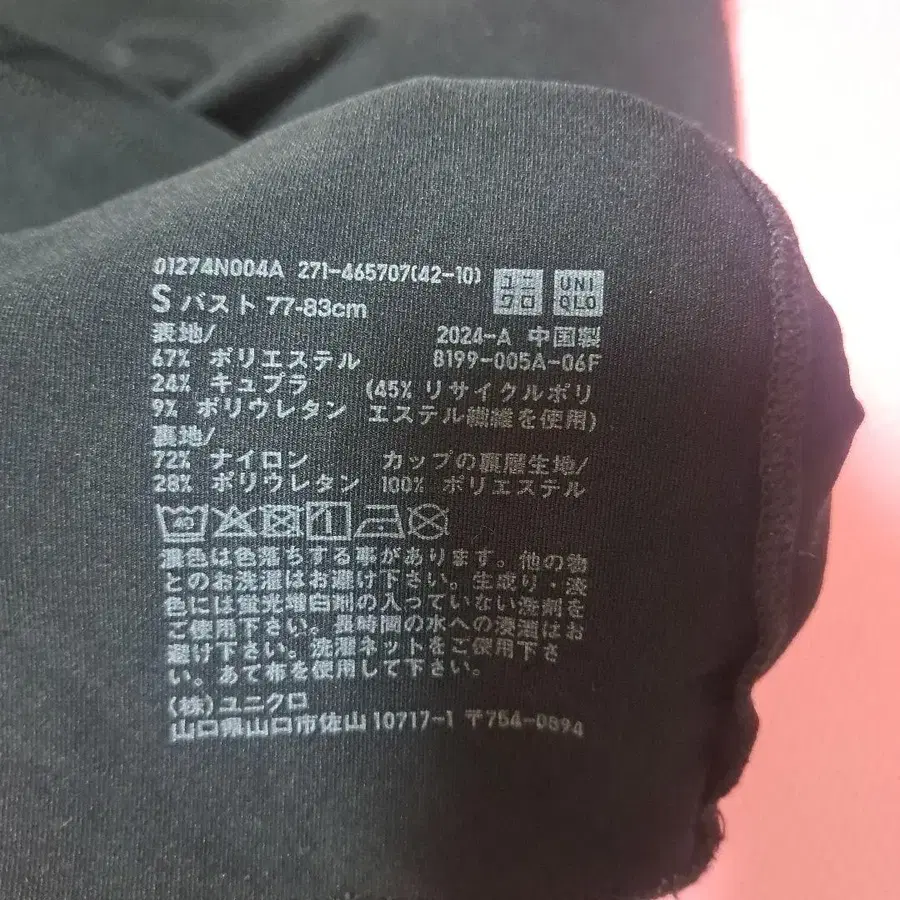 01274N004A 271-465707(42-10)
ユニクロ UNIQLO
S バスト 77-83cm
表地/ 2024-A 中国製
67% ポリエステル 8199-005A-06F
24% キュプラ (45% リサイクルポリ
9% ポリウレタン エステル繊維を使用)
裏地/
72% ナイロン カップの裏層生地/
28% ポリウレタン 100% ポリエステル
40
濃色は色落ちする事があります。他の物
とのお洗濯はお避け下さい。生成り・淡
色には蛍光増白剤の入っていない洗剤を
ご使用下さい。長時間の水への浸漬はお
避け下さい。洗濯ネットをご使用下さ
い。あて布を使用して下さい。
(株)ユニクロ
山口県山口市佐山 10717-1 〒754-0894